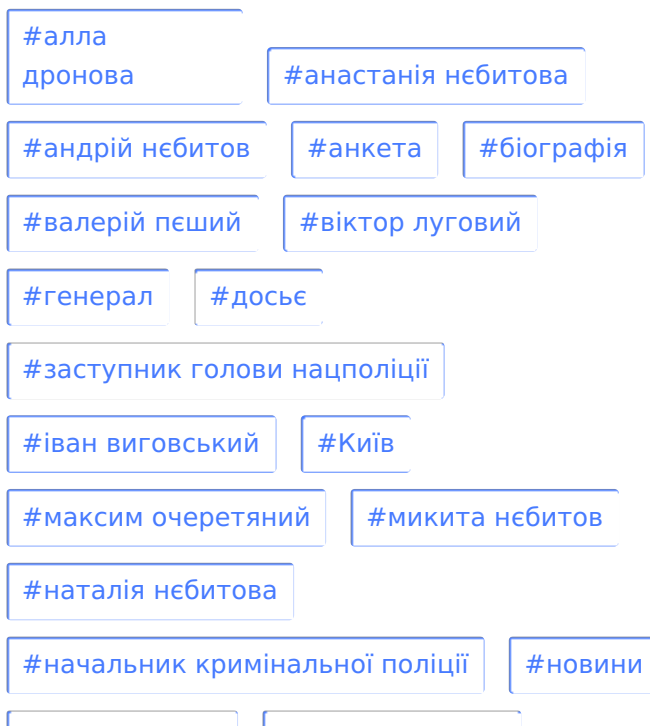 #алла
дронова #анастанія нєбитова
#андрій нєбитов #анкета #біографія
#валерій пєший #віктор луговий
#генерал #досьє
#заступник голови нацполіції
#іван виговський #Київ
#максим очеретяний #микита нєбитов
#наталія нєбитова
#начальник кримінальної поліції #новини